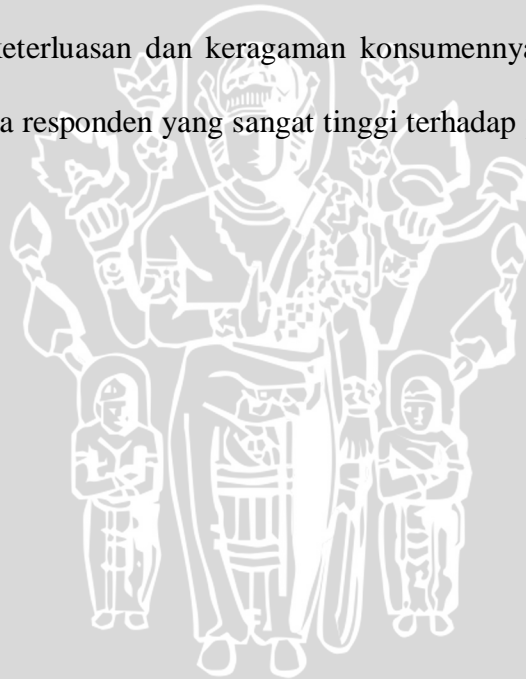 keterluasan dan keragaman konsumennya
a responden yang sangat tinggi terhadap